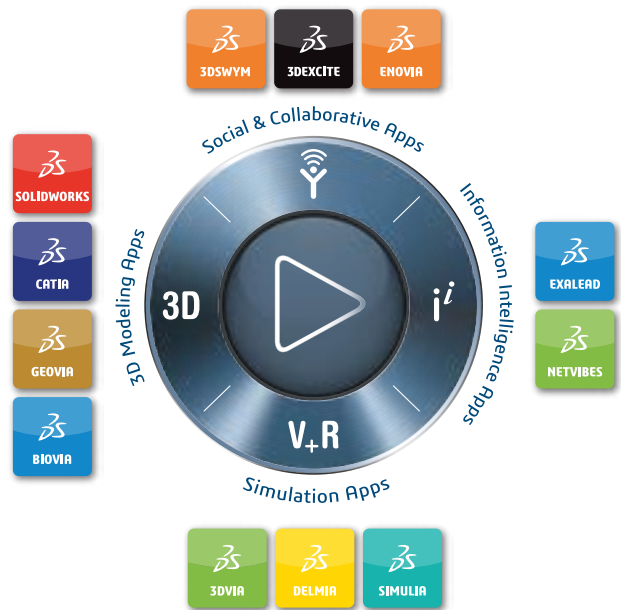 3DSWYM
3DEXCITE
ENOVIA
Social & Collaborative Apps
SOLIDWORKS
CATIA
GEOVIA
BIOVIA
3D Modeling Apps
3D
i i
Information Intelligence Apps
EXALEAD
NETVIBES
V+R
Simulation Apps
3DVIA
DELMIA
SIMULIA